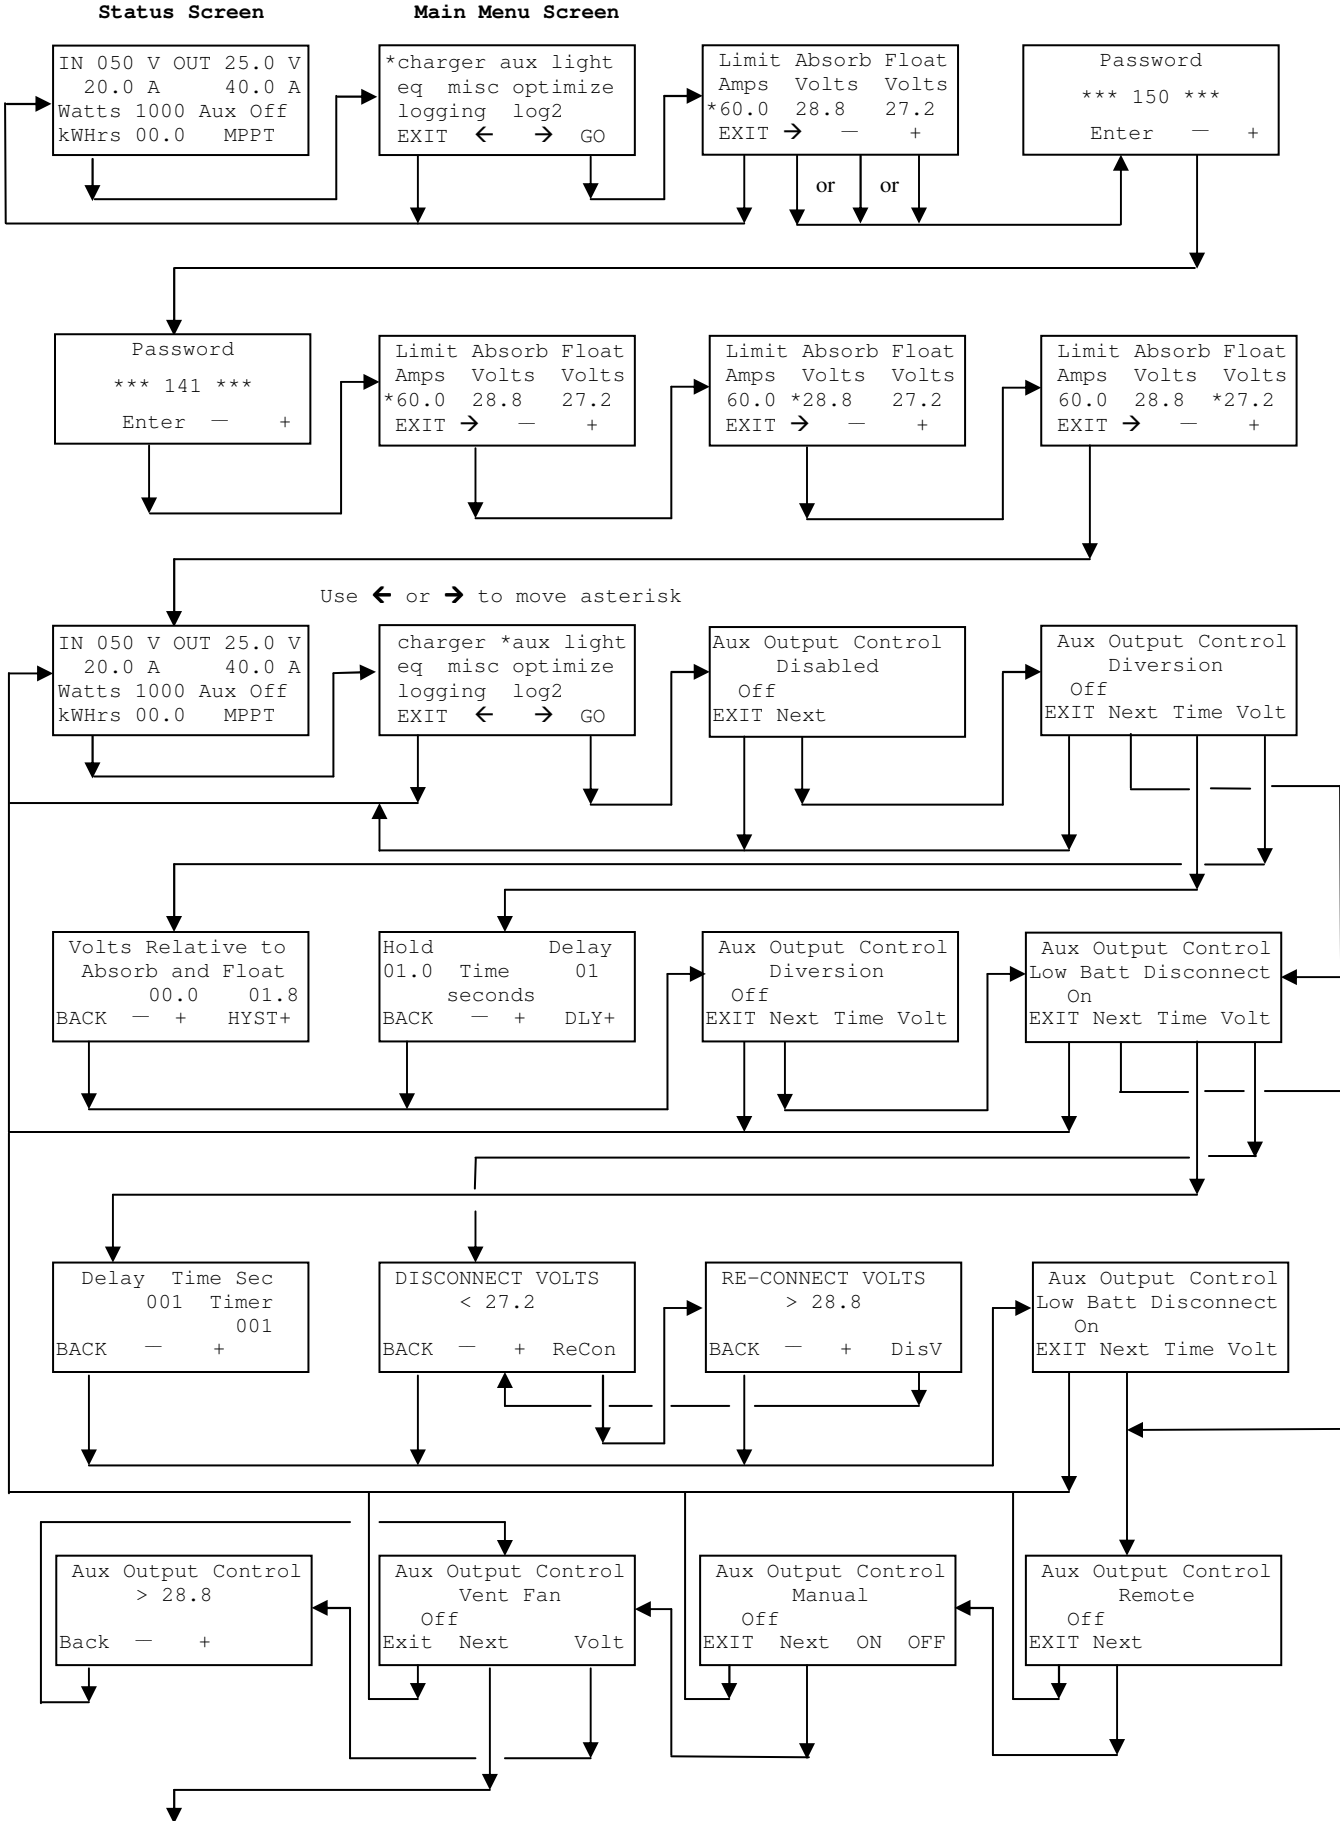 Status Screen
Main Menu Screen
IN 050 V OUT 25.0 V
20.0 A 40.0 A
Watts 1000 Aux Off
kWHrs 00.0 MPPT
*charger aux light
eq misc optimize
logging log2
EXIT ← → GO
Limit Absorb Float
Amps Volts Volts
*60.0 28.8 27.2
EXIT → — +
Password
*** 150 ***
Enter — +
or
or
Password
*** 141 ***
Enter — +
Limit Absorb Float
Amps Volts Volts
*60.0 28.8 27.2
EXIT → — +
Limit Absorb Float
Amps Volts Volts
60.0 *28.8 27.2
EXIT → — +
Limit Absorb Float
Amps Volts Volts
60.0 28.8 *27.2
EXIT → — +
Use ← or → to move asterisk
IN 050 V OUT 25.0 V
20.0 A 40.0 A
Watts 1000 Aux Off
kWHrs 00.0 MPPT
charger *aux light
eq misc optimize
logging log2
EXIT ← → GO
Aux Output Control
Disabled
Off
EXIT Next
Aux Output Control
Diversion
Off
EXIT Next Time Volt
Volts Relative to
Absorb and Float
00.0 01.8
BACK — + HYST+
Hold Delay
01.0 Time 01
seconds
BACK — + DLY+
Aux Output Control
Diversion
Off
EXIT Next Time Volt
Aux Output Control
Low Batt Disconnect
On
EXIT Next Time Volt
Delay Time Sec
001 Timer
001
BACK — +
DISCONNECT VOLTS
< 27.2
BACK — + ReCon
RE-CONNECT VOLTS
> 28.8
BACK — + DisV
Aux Output Control
Low Batt Disconnect
On
EXIT Next Time Volt
Aux Output Control
> 28.8
Back — +
Aux Output Control
Vent Fan
Off
Exit Next Volt
Aux Output Control
Manual
Off
EXIT Next ON OFF
Aux Output Control
Remote
Off
EXIT Next